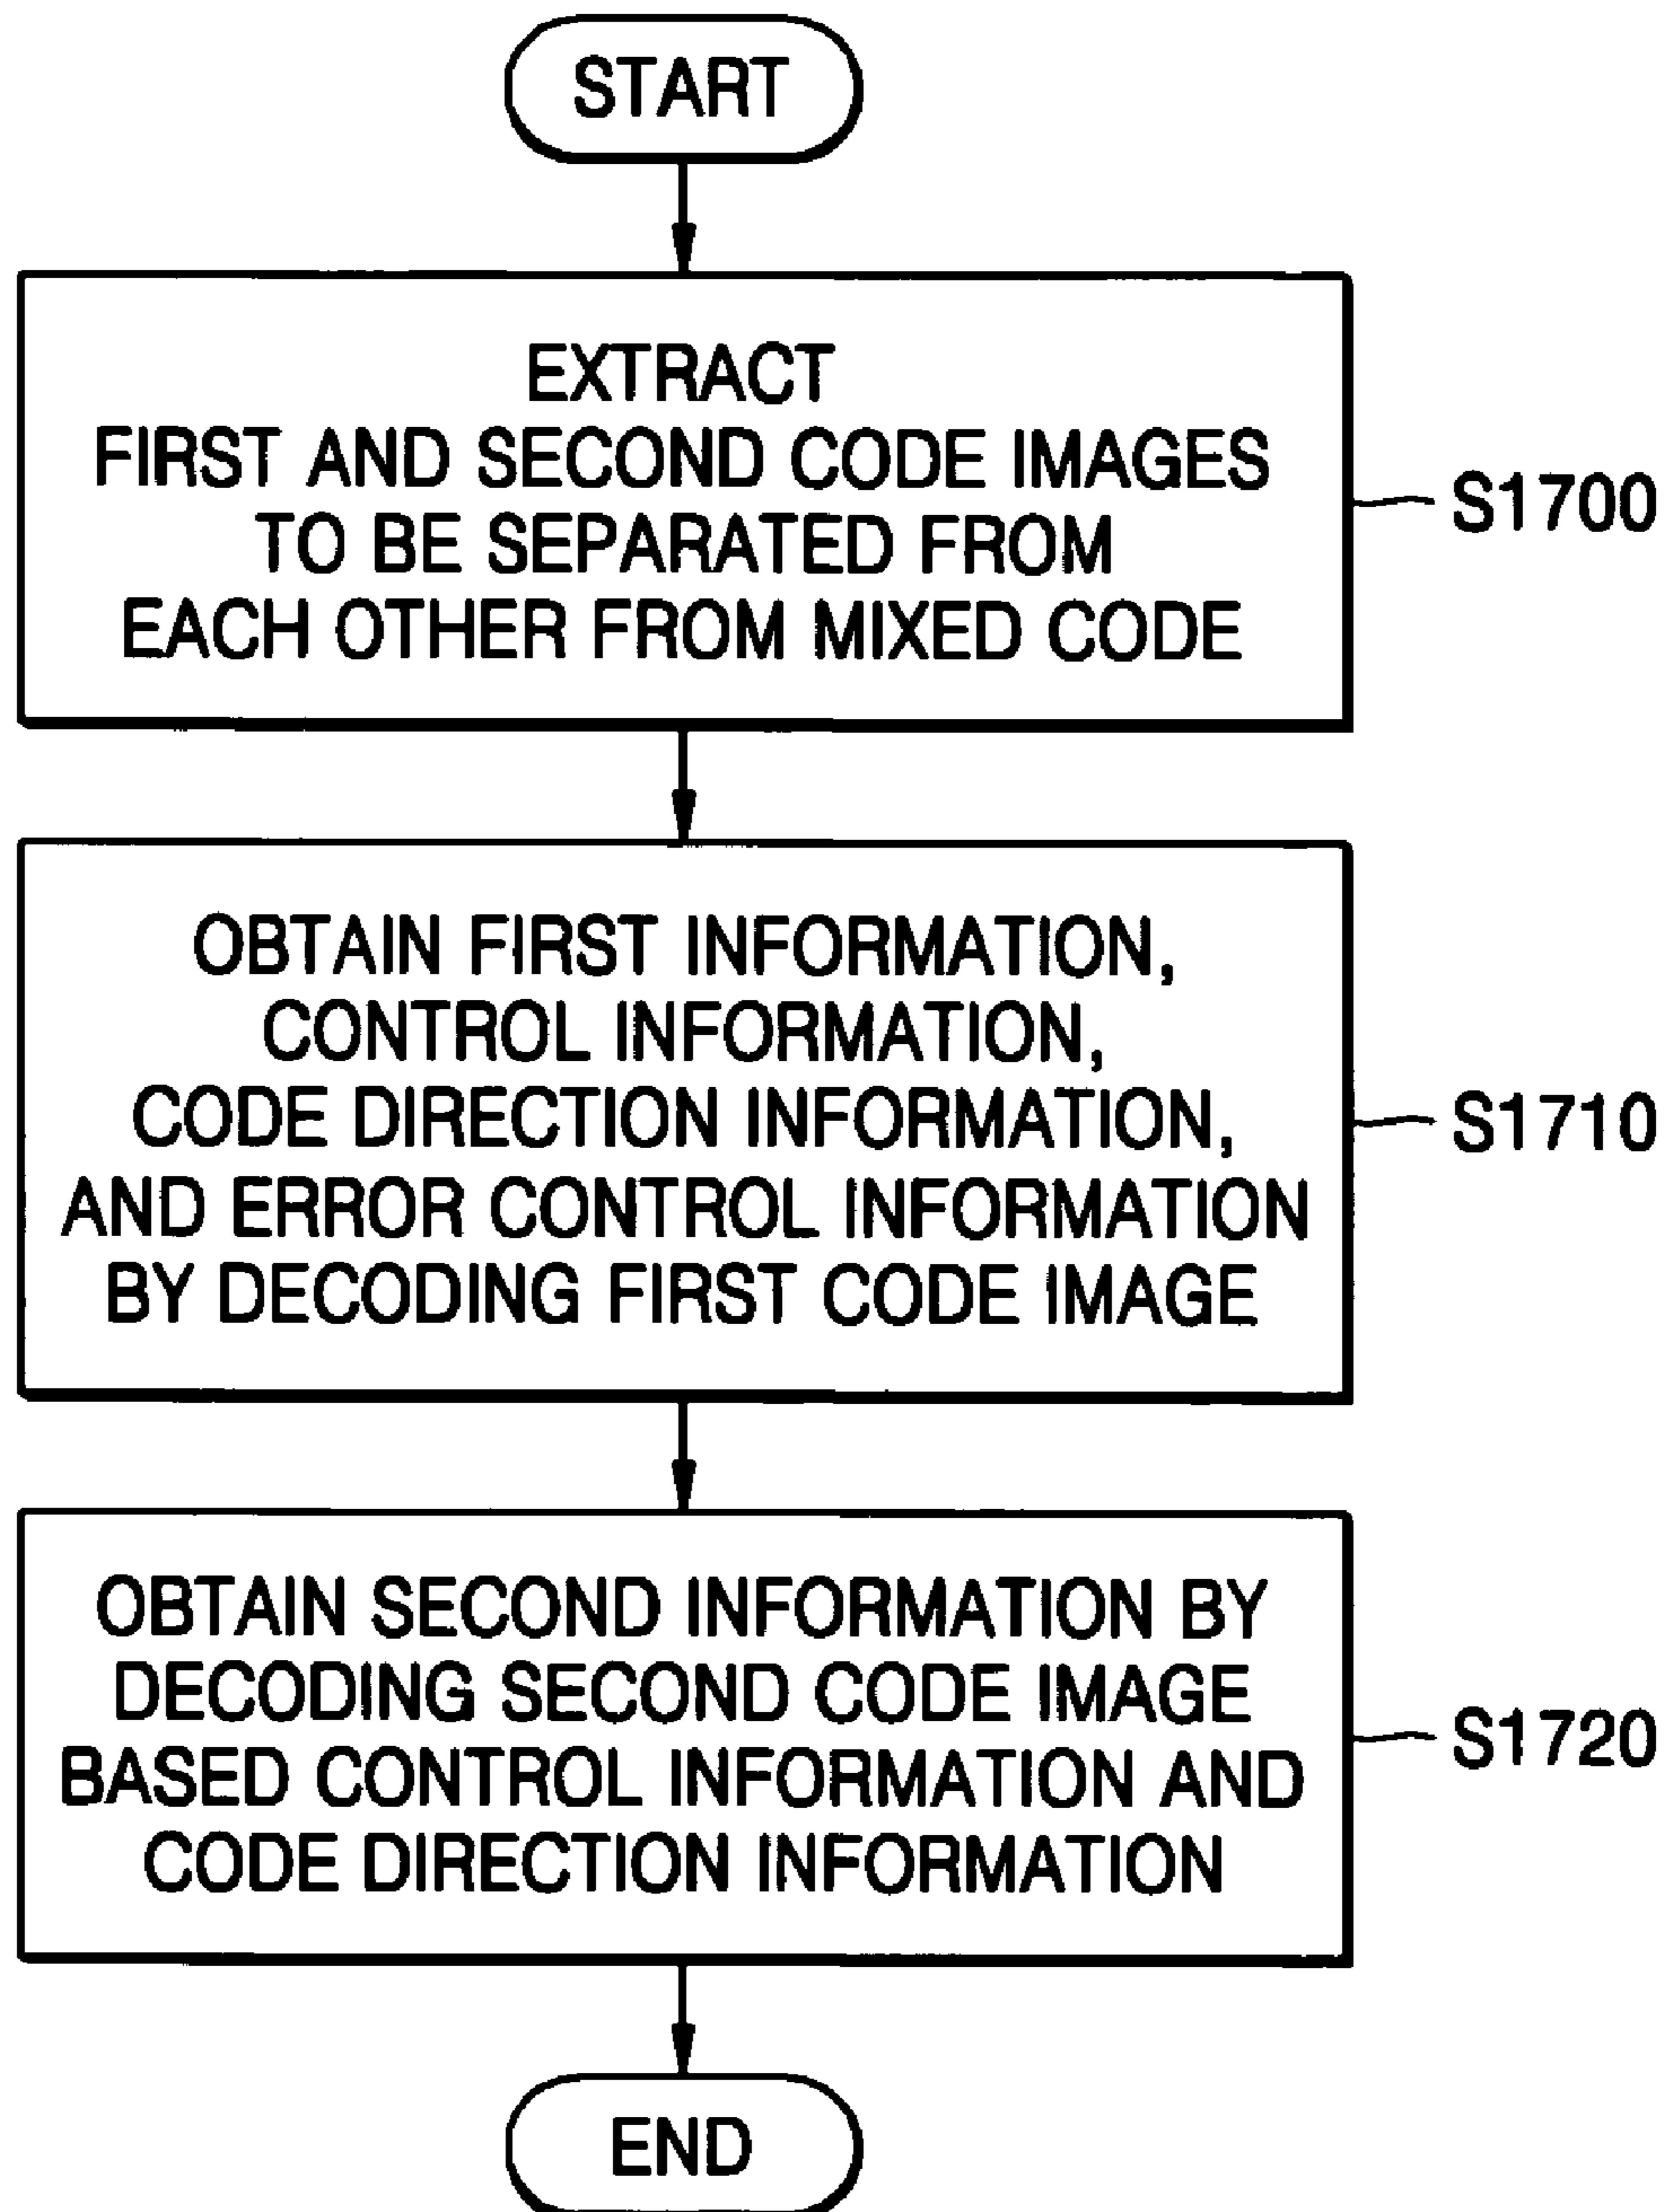 START
EXTRACT
FIRST AND SECOND CODE IMAGES
TO BE SEPARATED FROM
EACH OTHER FROM MIXED CODE
S1700
OBTAIN FIRST INFORMATION,
CONTROL INFORMATION,
CODE DIRECTION INFORMATION,
AND ERROR CONTROL INFORMATION
BY DECODING FIRST CODE IMAGE
S1710
OBTAIN SECOND INFORMATION BY
DECODING SECOND CODE IMAGE
BASED CONTROL INFORMATION AND
CODE DIRECTION INFORMATION
S1720
END